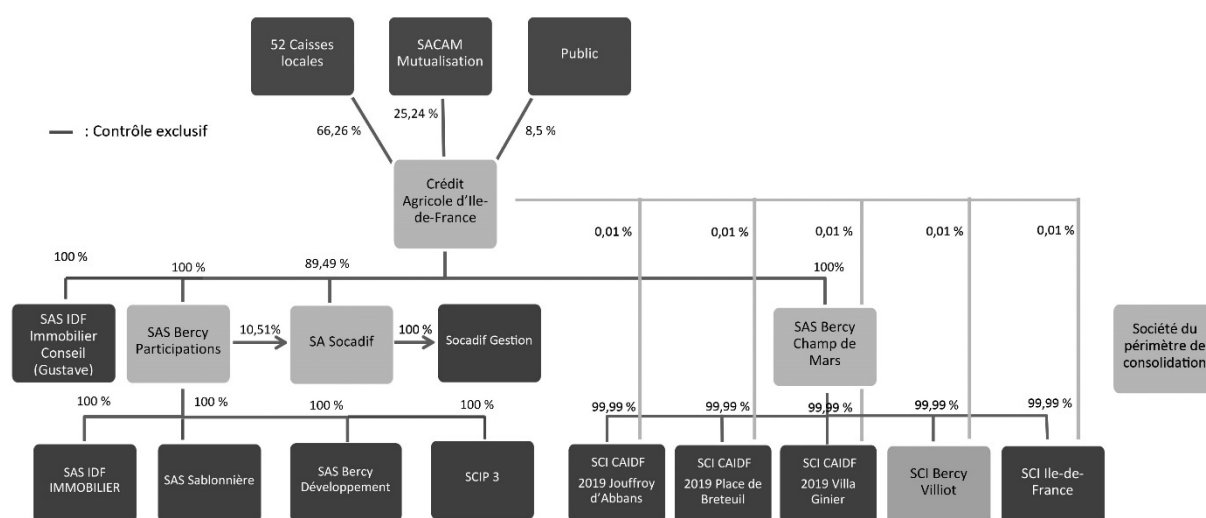 52 Caisses
locales
SACAM
Mutualisation
Public
25,24 %
66,26 %
8,5 %
: Contrôle exclusif
Crédit
Agricole d'Ile-
de-France
0,01 %
0,01 %
0,01 %
0,01 %
0,01 %
100 %
100 %
89,49 %
100%
SAS IDF
Immobilier
Conseil
(Gustave)
SAS Bercy
Participations
10,51%
SA Socadif
100 %
Socadif Gestion
SAS Bercy
Champ de
Mars
Société du
périmètre de
consolidation
100 %
100 %
100 %
100 %
99,99 %
99,99 %
99,99 %
99,99 %
99,99 %
SAS IDF
IMMOBILIER
SAS Sablonnière
SAS Bercy
Développement
SCIP 3
SCI CAIDF
2019 Jouffroy
d'Abbans
SCI CAIDF
2019 Place de
Breteuil
SCI CAIDF
2019 Villa
Ginier
SCI Bercy
Villiot
SCI Ile-de-
France